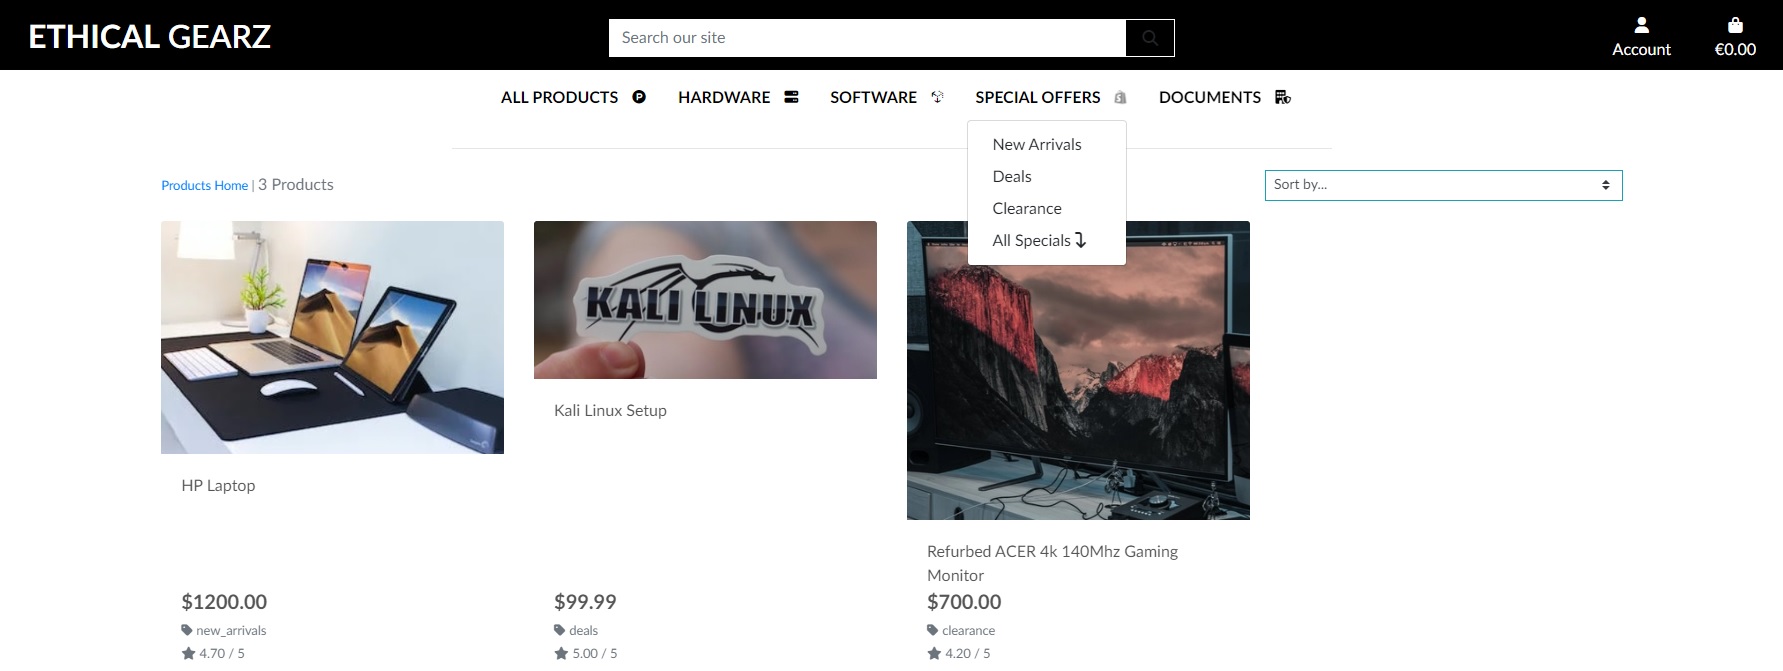 ETHICAL GEARZ
Search our site
Account
€0.00
ALL PRODUCTS
HARDWARE
SOFTWARE
SPECIAL OFFERS
DOCUMENTS
New Arrivals
Deals
Clearance
All Specials
Products Home | 3 Products
Sort by...
KALI LINUX
HP Laptop
$1200.00
new_arrivals
4.70 / 5
Kali Linux Setup
$99.99
deals
5.00 / 5
Refurbed ACER 4k 140Mhz Gaming
Monitor
$700.00
clearance
4.20 / 5